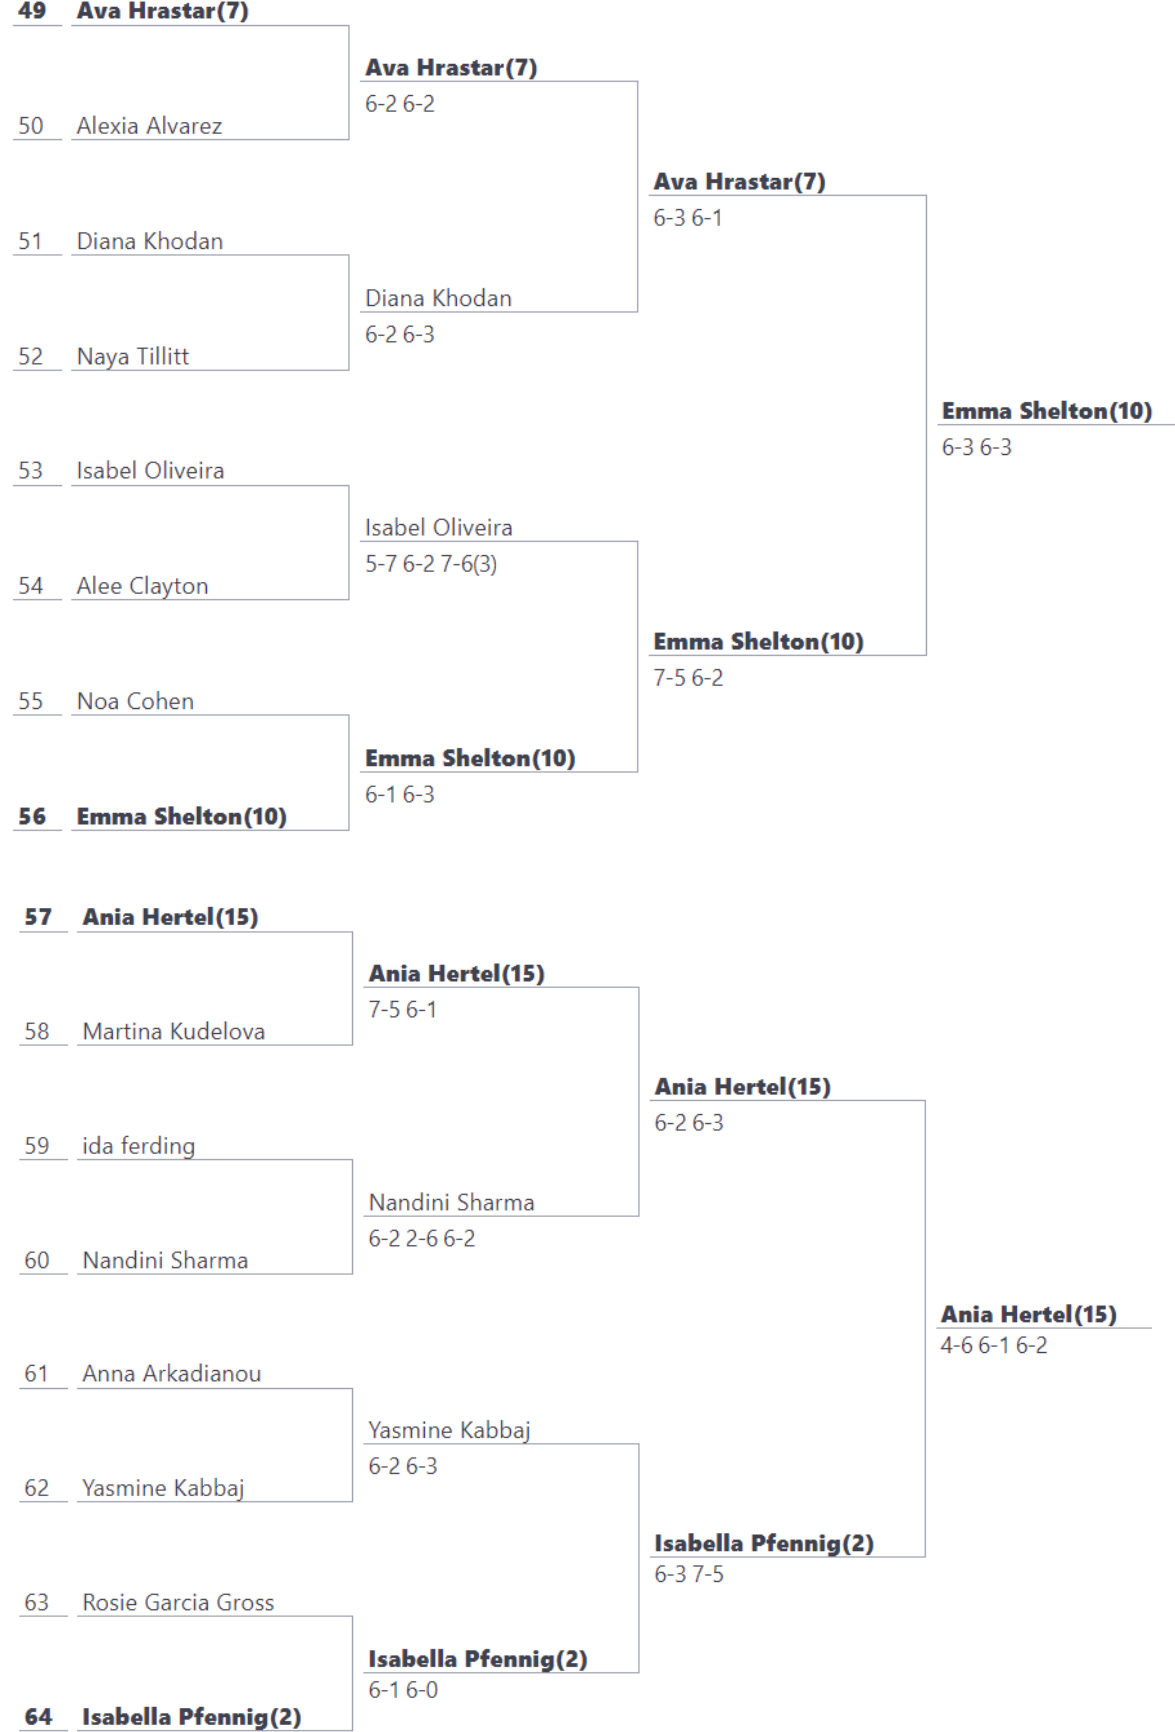 49 Ava Hrastar(7)
Ava Hrastar(7)
6-2 6-2
50 Alexia Alvarez
Ava Hrastar(7)
6-3 6-1
51 Diana Khodan
Diana Khodan
6-2 6-3
52 Naya Tillitt
Emma Shelton(10)
6-3 6-3
53 Isabel Oliveira
Isabel Oliveira
5-7 6-2 7-6(3)
54 Alee Clayton
Emma Shelton(10)
7-5 6-2
55 Noa Cohen
Emma Shelton(10)
6-1 6-3
56 Emma Shelton(10)
57 Ania Hertel(15)
Ania Hertel(15)
7-5 6-1
58 Martina Kudelova
Ania Hertel(15)
6-2 6-3
59 ida ferding
Nandini Sharma
6-2 2-6 6-2
60 Nandini Sharma
Ania Hertel(15)
4-6 6-1 6-2
61 Anna Arkadianou
Yasmine Kabbaj
6-2 6-3
62 Yasmine Kabbaj
Isabella Pfennig(2)
6-3 7-5
63 Rosie Garcia Gross
Isabella Pfennig(2)
6-1 6-0
64 Isabella Pfennig(2)